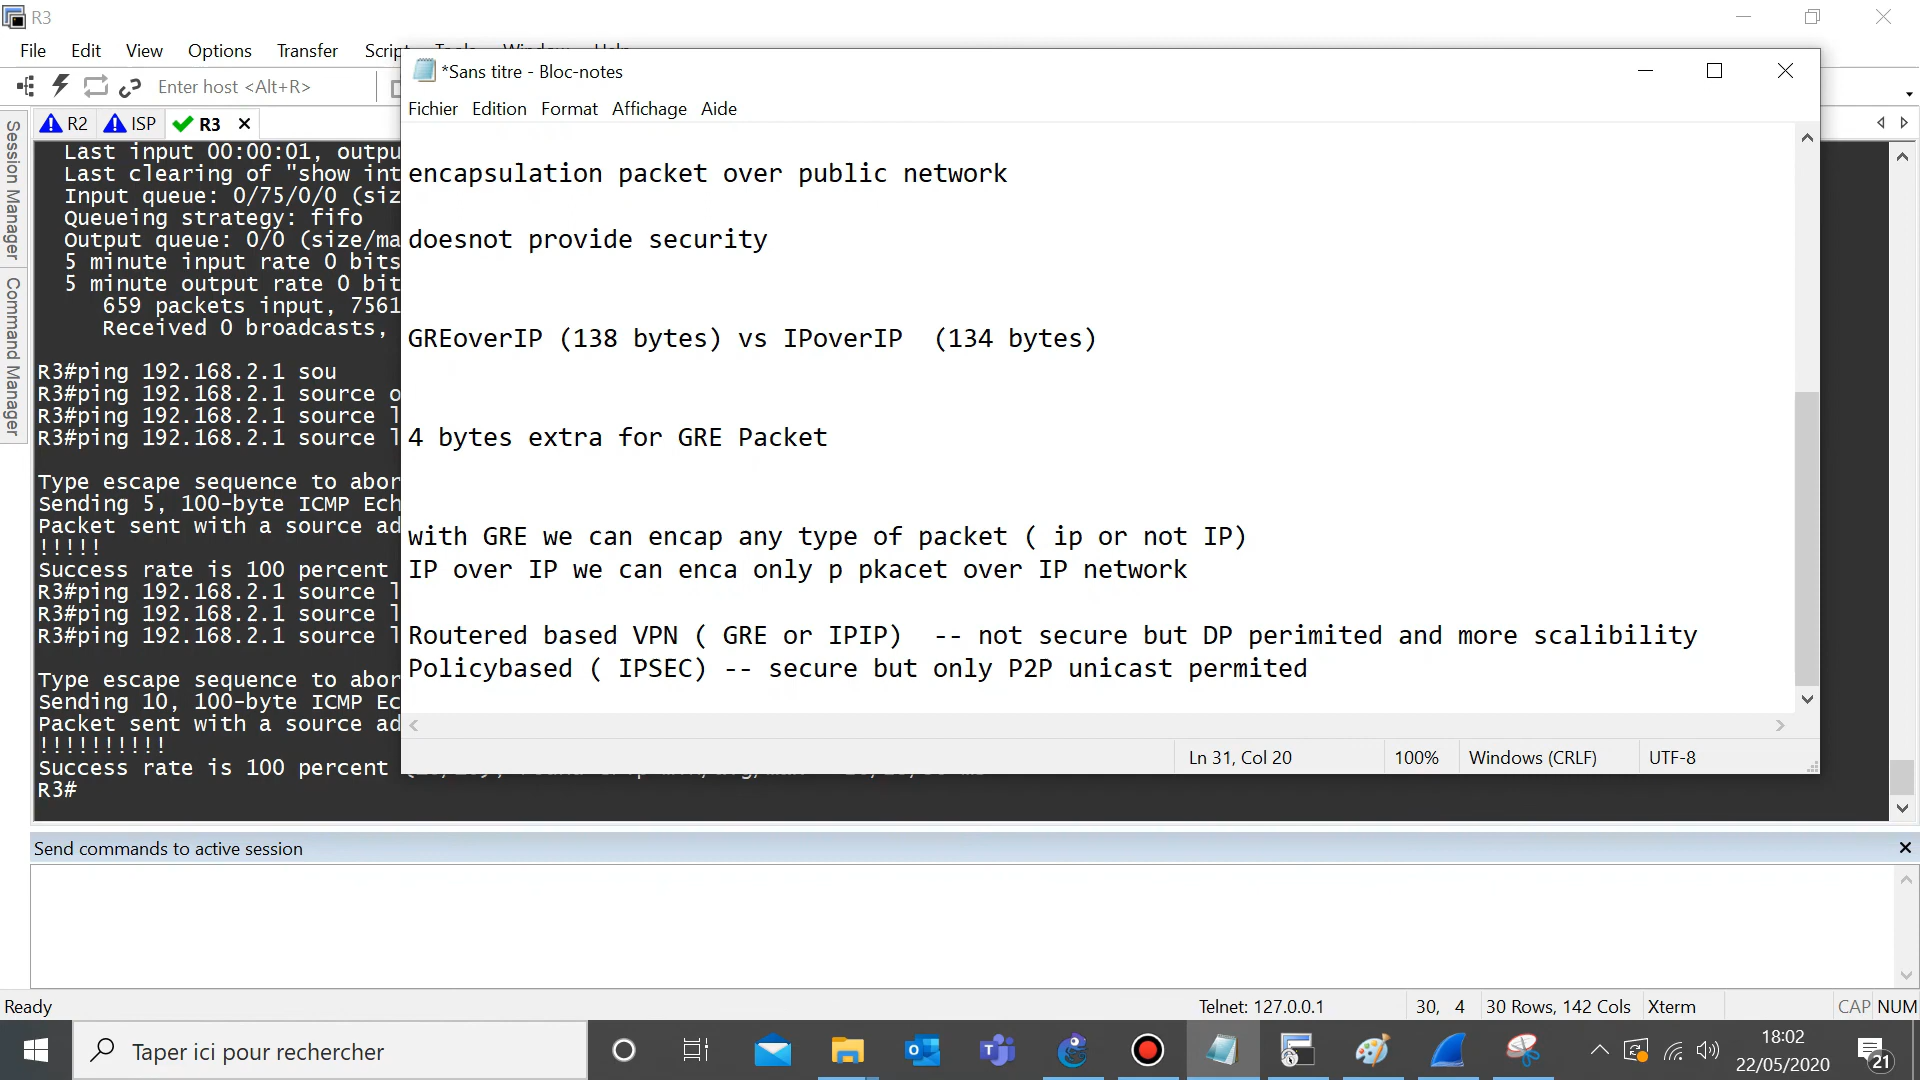 R3
File Edit View Options Transfer Script Tools Window Help
Enter host <Alt+R>
R2 ISP R3
Session Manager
Command Manager
Last input 00:00:01, outpu
Last clearing of "show int
Input queue: 0/75/0/0 (siz
Queueing strategy: fifo
Output queue: 0/0 (size/ma
5 minute input rate 0 bits
5 minute output rate 0 bit
659 packets input, 7561
Received 0 broadcasts,
R3#ping 192.168.2.1 sou
R3#ping 192.168.2.1 source o
R3#ping 192.168.2.1 source l
R3#ping 192.168.2.1 source l
Type escape sequence to abor
Sending 5, 100-byte ICMP Ech
Packet sent with a source ad
!!!!!
Success rate is 100 percent
R3#ping 192.168.2.1 source l
R3#ping 192.168.2.1 source l
R3#ping 192.168.2.1 source l
Type escape sequence to abor
Sending 10, 100-byte ICMP Ec
Packet sent with a source ad
!!!!!!!!!!
Success rate is 100 percent
R3#
*Sans titre - Bloc-notes
Fichier Edition Format Affichage Aide
encapsulation packet over public network
doesnot provide security
GREoverIP (138 bytes) vs IPoverIP  (134 bytes)
4 bytes extra for GRE Packet
with GRE we can encap any type of packet ( ip or not IP)
IP over IP we can enca only p pkacet over IP network
Routered based VPN ( GRE or IPIP)  -- not secure but DP perimited and more scalibility
Policybased ( IPSEC) -- secure but only P2P unicast permited
Ln 31, Col 20 100% Windows (CRLF) UTF-8
Send commands to active session
Ready Telnet: 127.0.0.1 30, 4 30 Rows, 142 Cols Xterm CAP NUM
Taper ici pour rechercher
18:02
22/05/2020
21